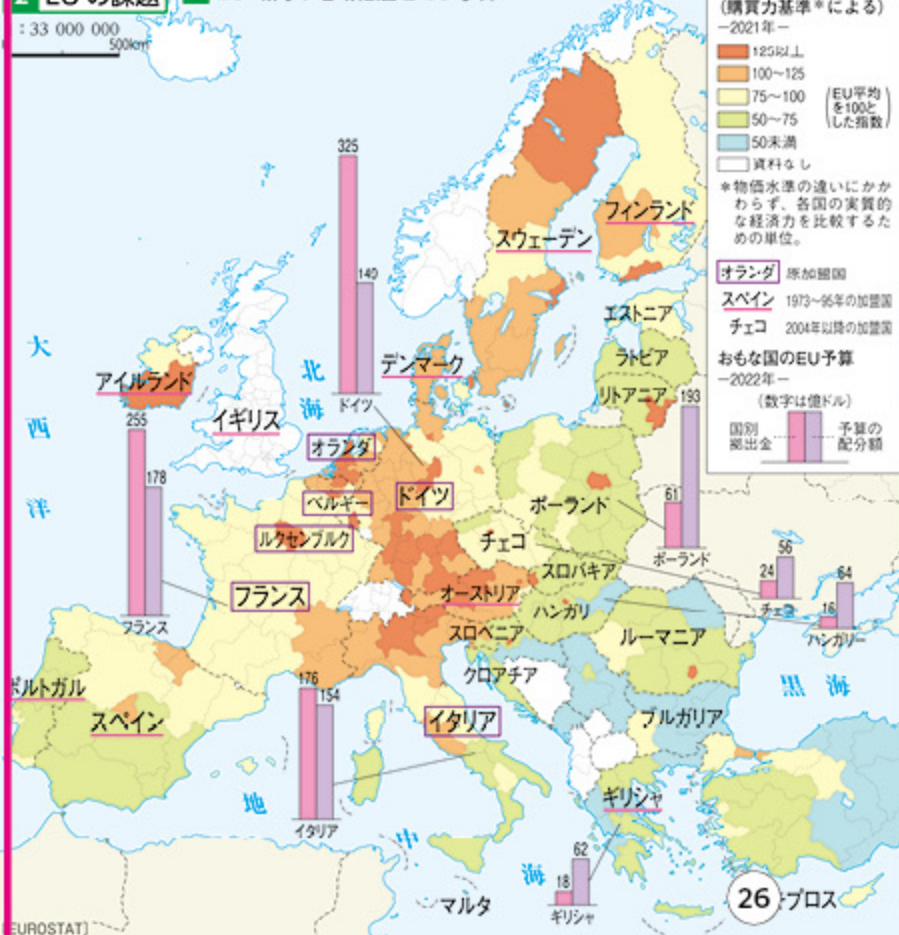 EUの課題
:33 000 000
500km
(購買力基準*による)
−2021年−
125以上
100〜125
75〜100
50〜75
50未満
資料なし
(EU平均
を100と
した指数)
*物価水準の違いにかか
わらず、各国の実質的
な経済力を比較するた
めの単位。
オランダ 原加盟国
スペイン 1973〜95年の加盟国
チェコ 2004年以降の加盟国
おもな国のEU予算
−2022年−
(数字は億ドル)
国別
拠出金
予算の
配分額
大西洋
北海
地中海
黒海
フィンランド
スウェーデン
エストニア
ラトビア
リトアニア
デンマーク
アイルランド
イギリス
オランダ
ベルギー
ルクセンブルク
ドイツ
ポーランド
チェコ
スロバキア
フランス
オーストリア
ハンガリ
スロベニア
クロアチア
ルーマニア
ブルガリア
ポルトガル
スペイン
イタリア
ギリシャ
マルタ
プロス
325
140
ドイツ
255
178
フランス
193
61
ポーランド
24
56
チェコ
16
64
ハンガリー
176
154
イタリア
18
62
ギリシャ
26
[EUROSTAT]